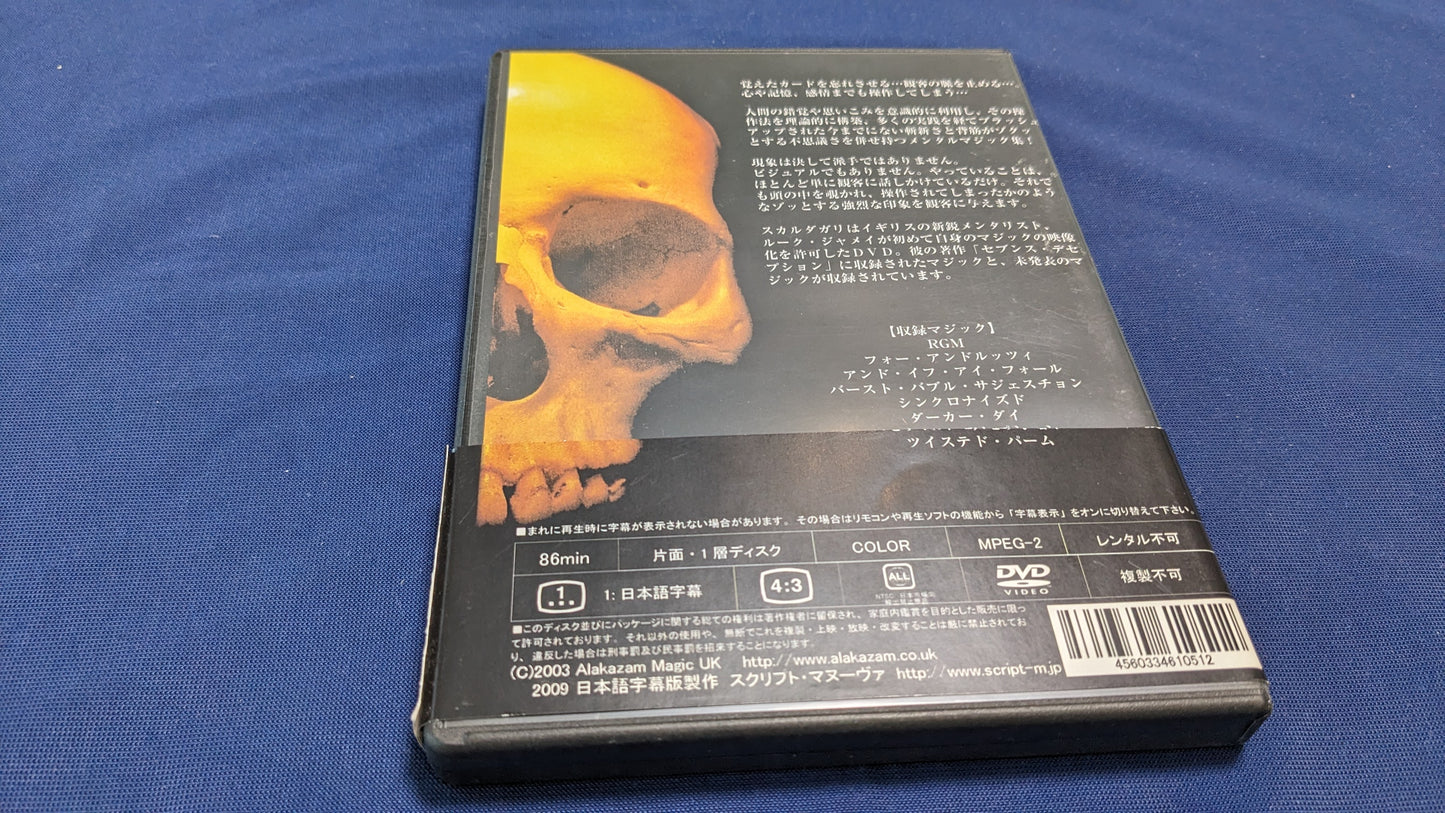 覚えたカードを忘れさせる…観客の脈を止める…。
心や記憶、感情までも操作してしまう…
人間の錯覚や思いこみを意識的に利用し、その操
作法を理論的に構築、多くの実践を経てブラッシュ
アップされた今までにない斬新さと背筋がゾクッ
とする不思議さを併せ持つメンタルマジック集！
現象は決して派手ではありません。
ビジュアルでもありません。やっていることは、
ほとんど単に観客に話しかけているだけ。それで
も頭の中を覗かれ、操作されてしまったかのよう
なゾッとする強烈な印象を観客に与えます。
スカルダガリはイギリスの新鋭メンタリスト、
ルーク・ジャメイが初めて自身のマジックの映像
化を許可したDVD。彼の著作「セブンス・デセ
プション」に収録されたマジックと、未発表のマ
ジックが収録されています。
【収録マジック】
RGM
フォー・アンドルッツィ
アンド・イフ・アイ・フォール
バースト・バブル・サジェスチョン
シンクロナイズド
ダーカー・ダイ
ツイステド・パーム
■まれに再生時に字幕が表示されない場合があります。その場合はリモコンや再生ソフトの機能から「字幕表示」をオンに切り替えて下さい。
86min 片面・1層ディスク COLOR MPEG-2 レンタル不可
1 1: 日本語字幕 4:3 ALL DVD VIDEO 複製不可
NTSC 日本市場向
輸出禁止商品
■このディスク並びにパッケージに関する総ての権利は著作権者に留保され、家庭内鑑賞を目的とした販売に限っ
て許可されております。それ以外の使用や、無断でこれを複製・上映・放映・改変することは厳に禁止されてお
り、違反した場合は刑事罰及び民事罰を招来することになります。
(C)2003 Alakazam Magic UK http://www.alakazam.co.uk
2009 日本語字幕版製作 スクリプト・マヌーヴァ http://www.script-m.jp
4560334610512